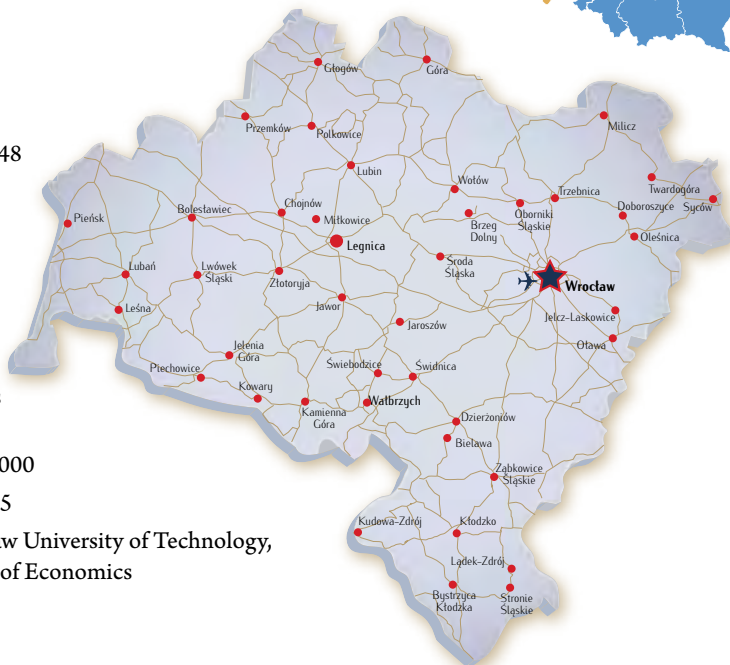 Głogów
Góra
Przemków
Polkowice
Milicz
48
Lubin
Wołów
Trzebnica
Twardogóra
Syców
Pieńsk
Bolesławiec
Chojnów
Miłkowice
Brzeg
Dolny
Oborniki
Śląskie
Doboroszyce
Oleśnica
Legnica
Lubań
Lwówek
Śląski
Złotoryja
Środa
Śląska
Wrocław
Leśna
Jawor
Jaroszów
Jelcz-Laskowice
Oława
Jelenia
Góra
Piechowice
Świebodzice
Świdnica
Kowary
Kamienna
Góra
Wałbrzych
Dzierżoniów
Bielawa
000
5
Ząbkowice
Śląskie
aw University of Technology,
of Economics
Kudowa-Zdrój
Kłodzko
Lądek-Zdrój
Bystrzyca
Kłodzka
Stronie
Śląskie